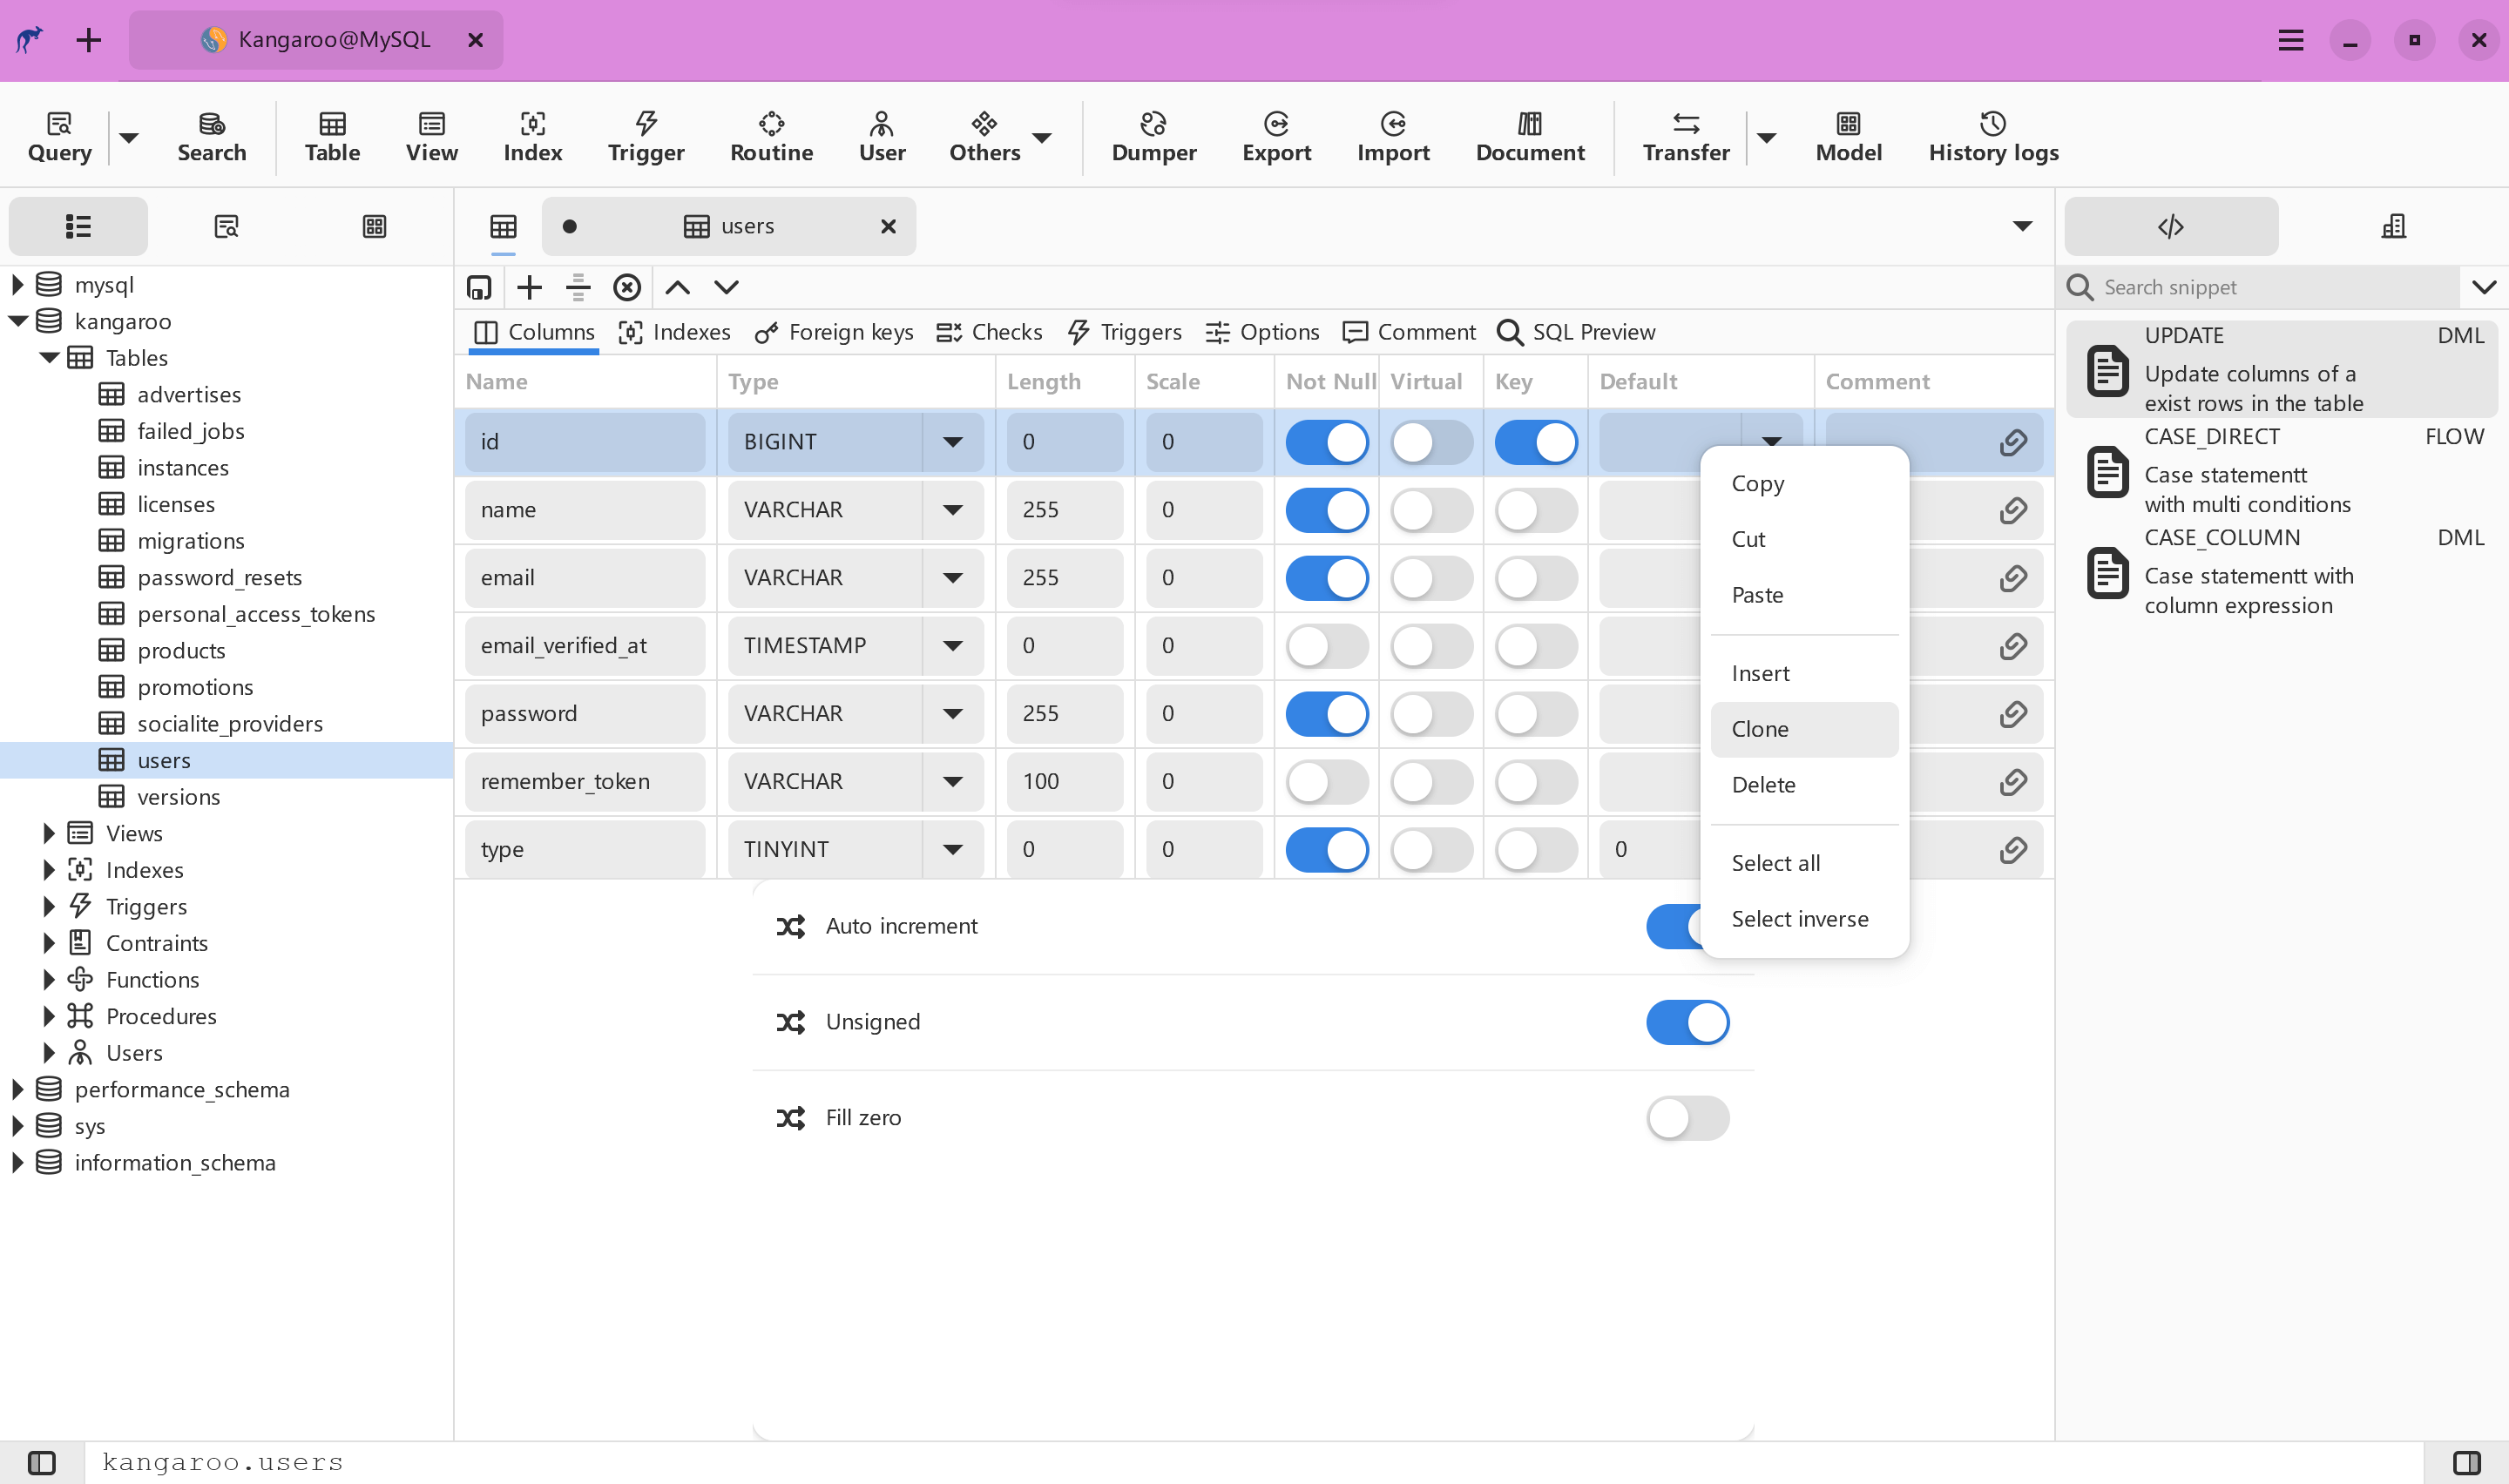 Kangaroo@MySQL
Query
Search
Table
View
Index
Trigger
Routine
User
Others
Dumper
Export
Import
Document
Transfer
Model
History logs
mysql
kangaroo
Tables
advertises
failed_jobs
instances
licenses
migrations
password_resets
personal_access_tokens
products
promotions
socialite_providers
users
versions
Views
Indexes
Triggers
Contraints
Functions
Procedures
Users
performance_schema
sys
information_schema
users
Columns Indexes Foreign keys Checks Triggers Options Comment SQL Preview
Name Type Length Scale Not Null Virtual Key Default Comment
id BIGINT 0 0
name VARCHAR 255 0
email VARCHAR 255 0
email_verified_at TIMESTAMP 0 0
password VARCHAR 255 0
remember_token VARCHAR 100 0
type TINYINT 0 0 0
Copy
Cut
Paste
Insert
Clone
Delete
Select all
Select inverse
Auto increment
Unsigned
Fill zero
Search snippet
UPDATE DML
Update columns of a
exist rows in the table
CASE_DIRECT FLOW
Case statementt
with multi conditions
CASE_COLUMN DML
Case statementt with
column expression
kangaroo.users